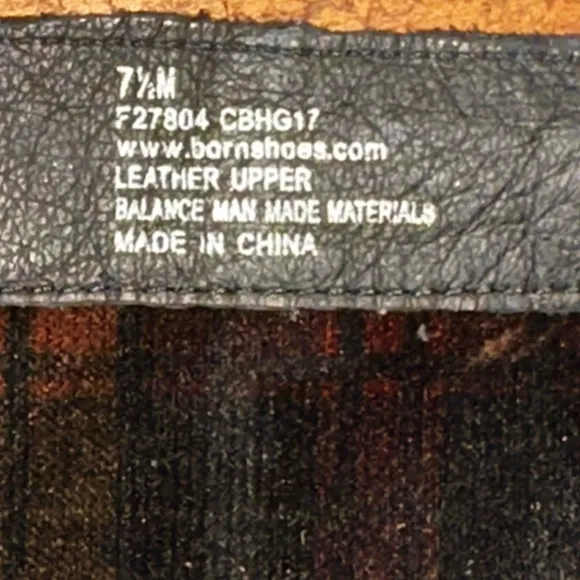 7½M
F27804 CBHG17
www.bornshoes.com
LEATHER UPPER
BALANCE MAN MADE MATERIALS
MADE IN CHINA